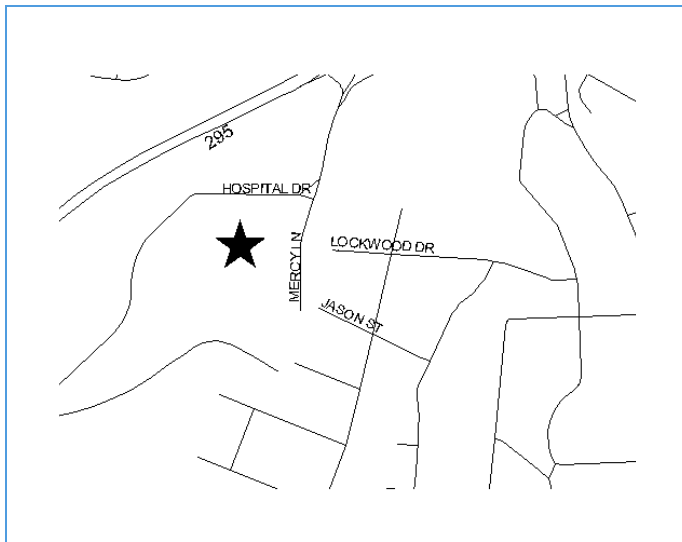 295
HOSPITAL DR
LOCKWOOD DR
MERCY LN
JASON ST